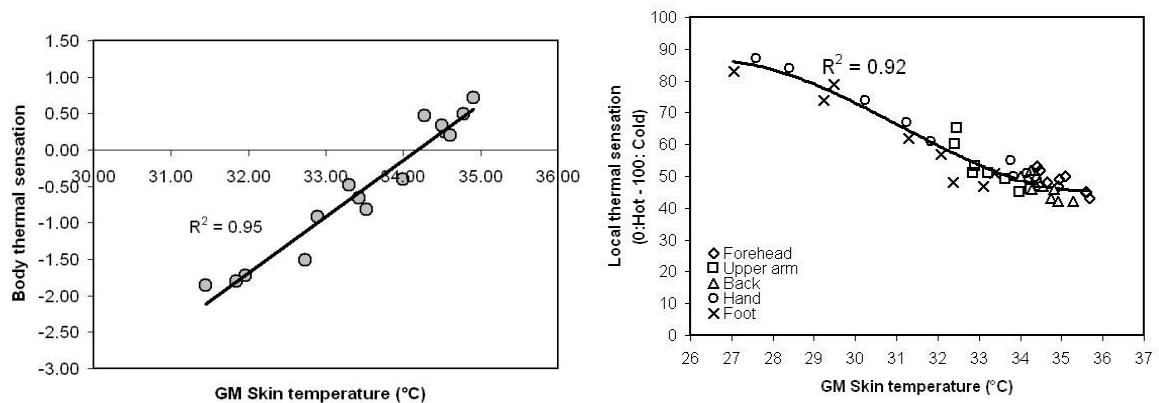 Body thermal sensation
1.50
1.00
0.50
0.00
-0.50
-1.00
-1.50
-2.00
-2.50
-3.00
30.00 31.00 32.00 33.00 34.00 35.00 36.00
R² = 0.95
GM Skin temperature (°C)
Local thermal sensation
(0:Hot - 100: Cold)
100
90
80
70
60
50
40
30
20
10
0
R² = 0.92
Forehead
Upper arm
Back
Hand
Foot
26 27 28 29 30 31 32 33 34 35 36 37
GM Skin temperature (°C)